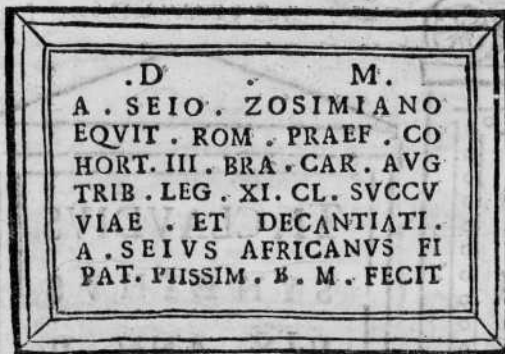 .D . M.
A . SEIO . ZOSIMIANO
EQVIT . ROM . PRAEF . CO
HORT. III . BRA . CAR . AVG
TRIB . LEG . XI. CL. SVCCV
VIAE . ET DECANTIATI .
A . SEIVS AFRICANVS FI
PAT. PIISSIM . B . M . FECIT